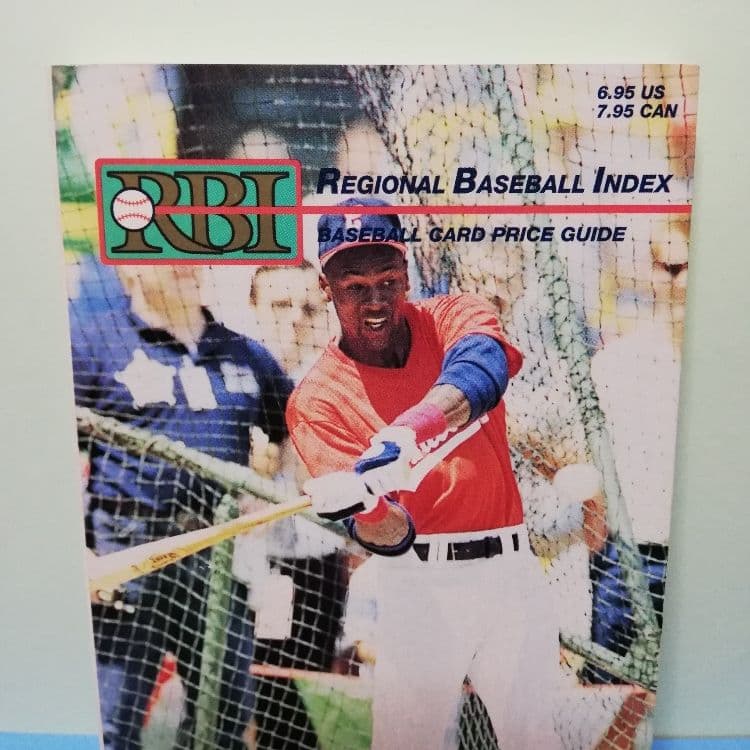 6.95 US
7.95 CAN
RBI
REGIONAL BASEBALL INDEX
BASEBALL CARD PRICE GUIDE